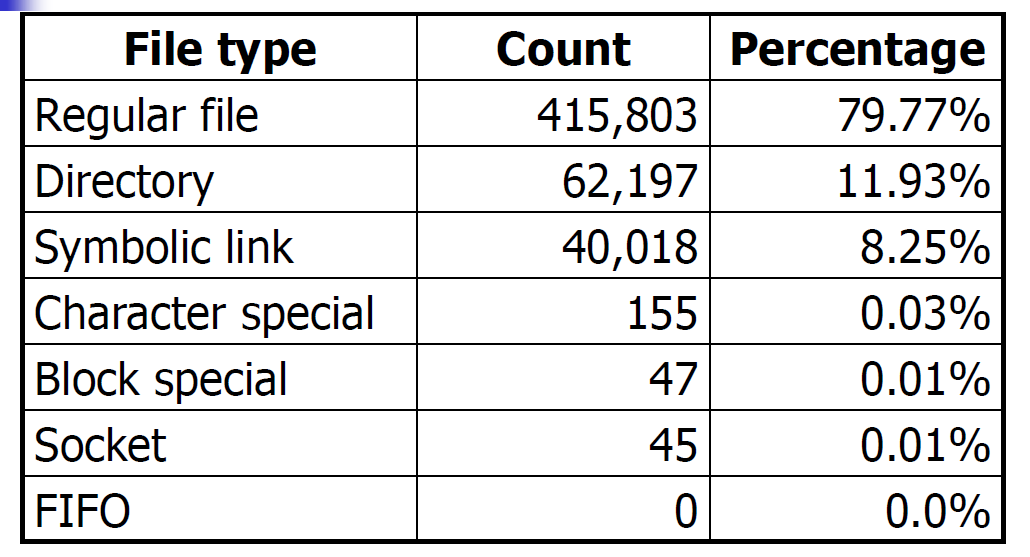 File type Count Percentage
Regular file 415,803 79.77%
Directory 62,197 11.93%
Symbolic link 40,018 8.25%
Character special 155 0.03%
Block special 47 0.01%
Socket 45 0.01%
FIFO 0 0.0%